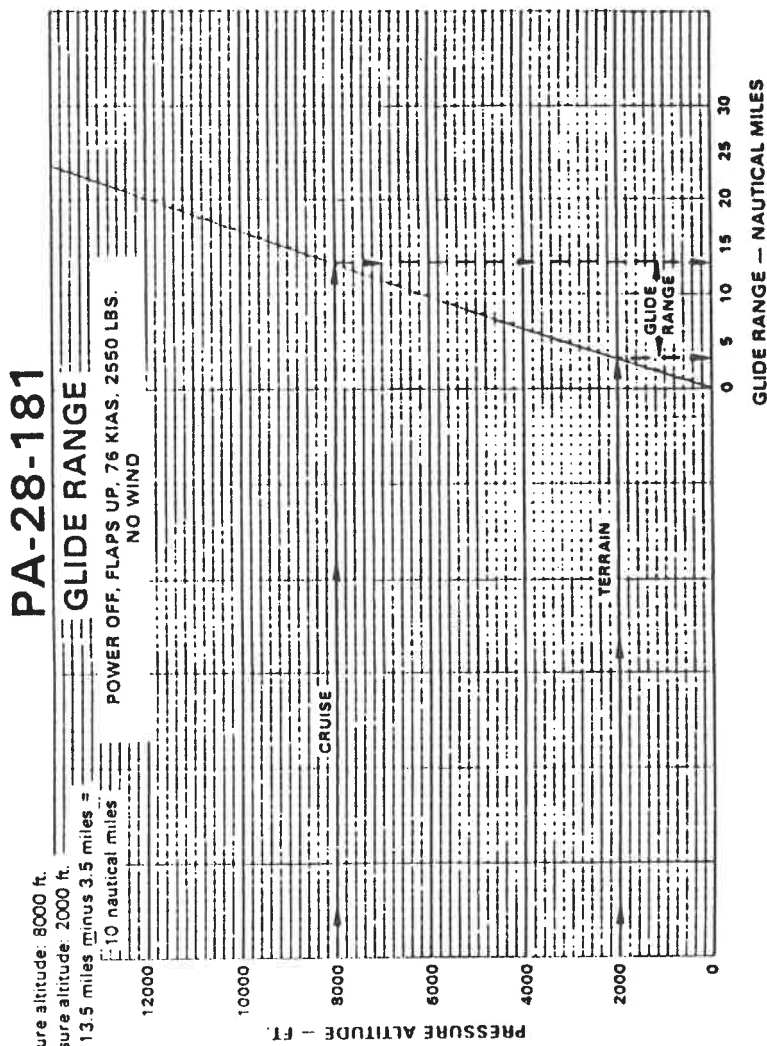 PA-28-181
GLIDE RANGE
POWER OFF, FLAPS UP, 76 KIAS, 2550 LBS.
NO WIND
ure altitude: 8000 ft.
sure altitude: 2000 ft.
13.5 miles minus 3.5 miles =
10 nautical miles
CRUISE
TERRAIN
GLIDE
RANGE
PRESSURE ALTITUDE – FT.
12000
10000
8000
6000
4000
2000
0
0
5
10
15
20
25
30
GLIDE RANGE – NAUTICAL MILES